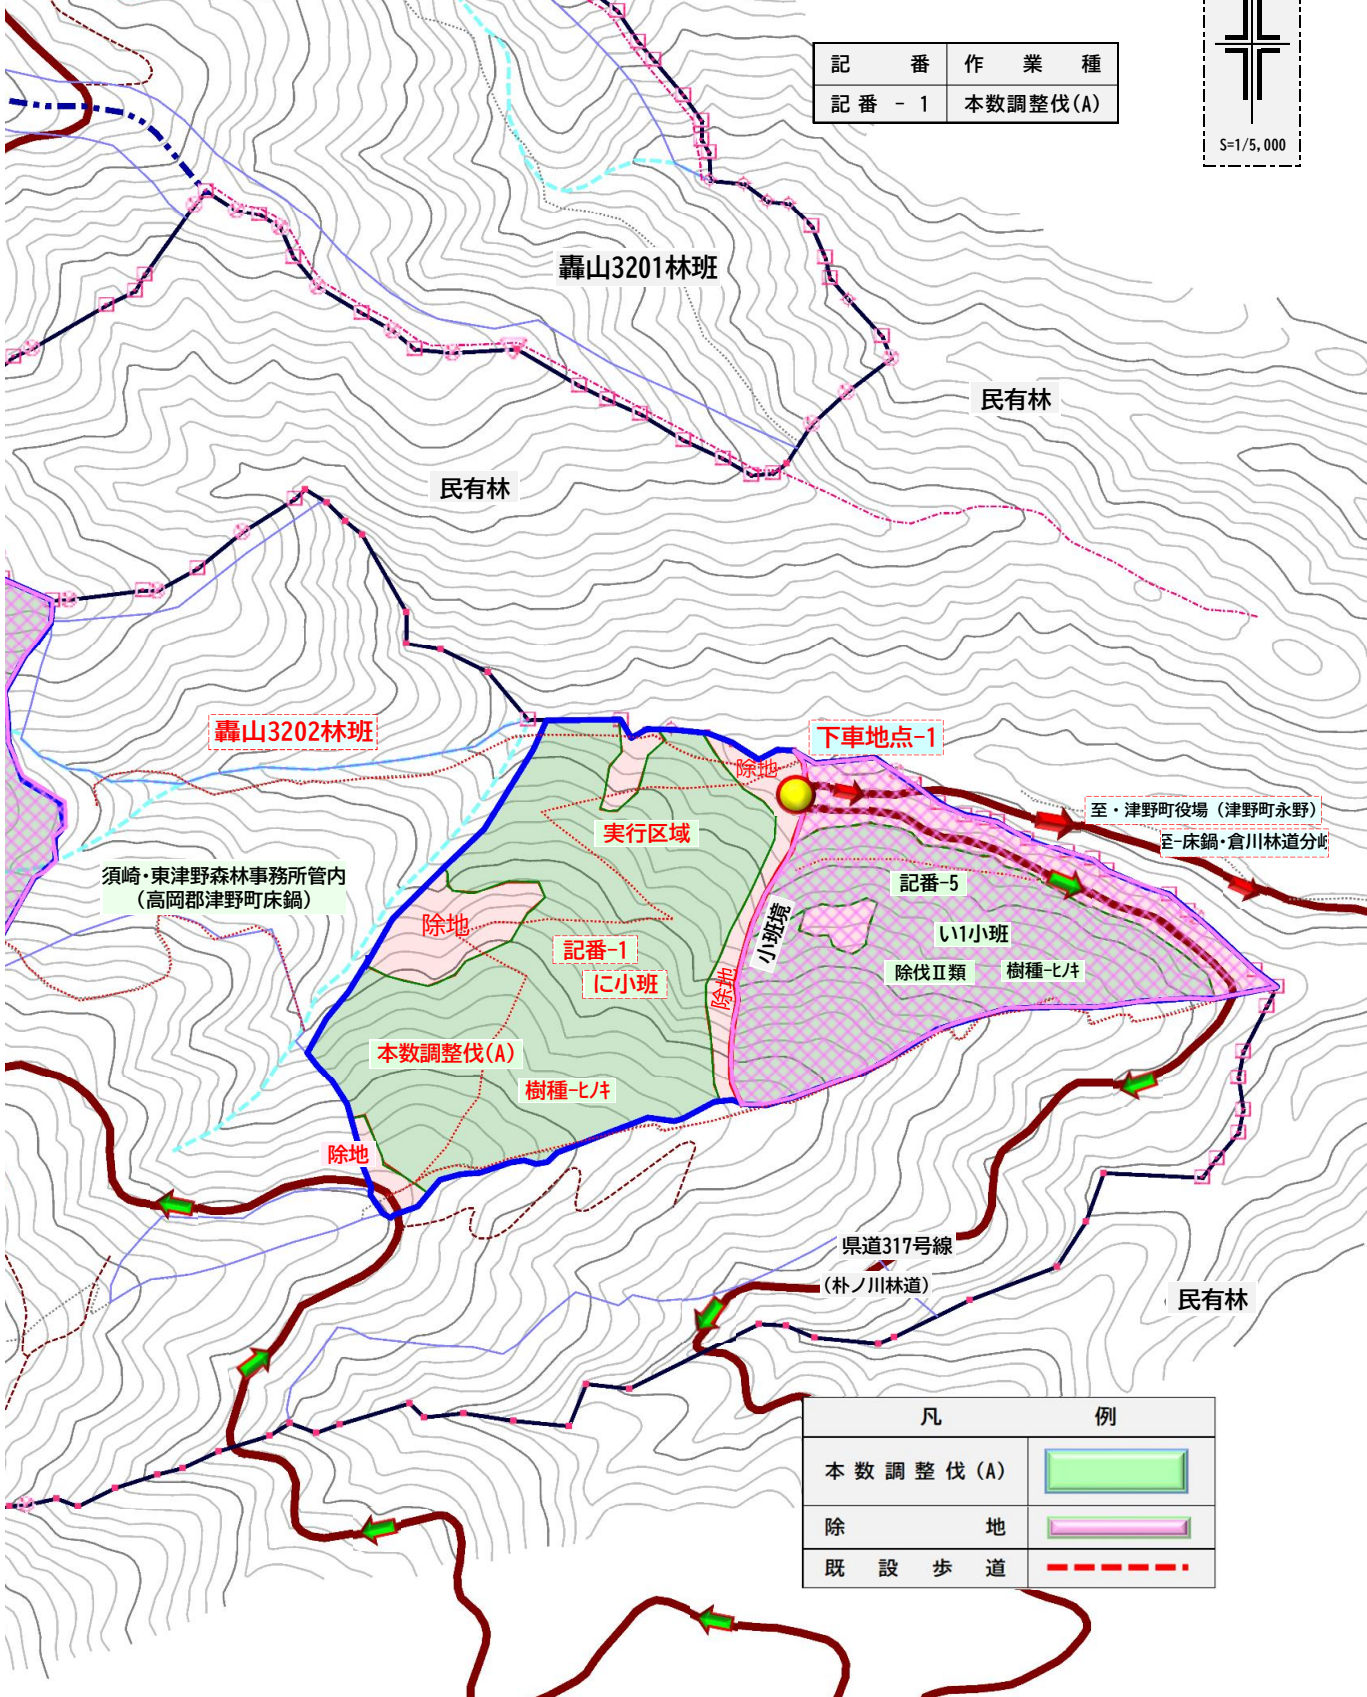 記番 作業種
記番-1 本数調整伐(A)
S=1/5,000
轟山3201林班
民有林
民有林
轟山3202林班
下車地点-1
除地
至・津野町役場（津野町永野）
実行区域
至-床鍋・倉川林道分岐
須崎・東津野森林事務所管内
（高岡郡津野町床鍋）
記番-5
除地
小班境
い1小班
記番-1
除伐Ⅱ類 樹種-ヒノキ
に小班
除地
本数調整伐(A)
樹種-ヒノキ
除地
県道317号線
(朴ノ川林道)
民有林
凡例
本数調整伐(A)
除地
既設歩道